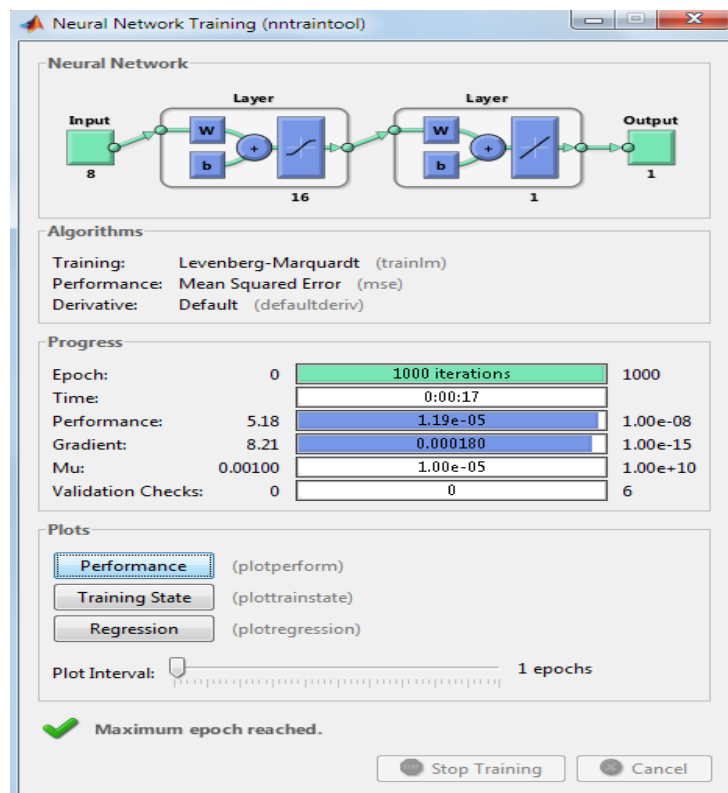 Neural Network Training (nntraintool)
Neural Network
Layer Layer
Input Output
W W
b + b +
8 16 1 1
Algorithms
Training: Levenberg-Marquardt (trainlm)
Performance: Mean Squared Error (mse)
Derivative: Default (defaultderiv)
Progress
Epoch: 0 1000 iterations 1000
Time: 0:00:17
Performance: 5.18 1.19e-05 1.00e-08
Gradient: 8.21 0.000180 1.00e-15
Mu: 0.00100 1.00e-05 1.00e+10
Validation Checks: 0 0 6
Plots
Performance (plotperform)
Training State (plottrainstate)
Regression (plotregression)
Plot Interval: 1 epochs
Maximum epoch reached.
Stop Training Cancel